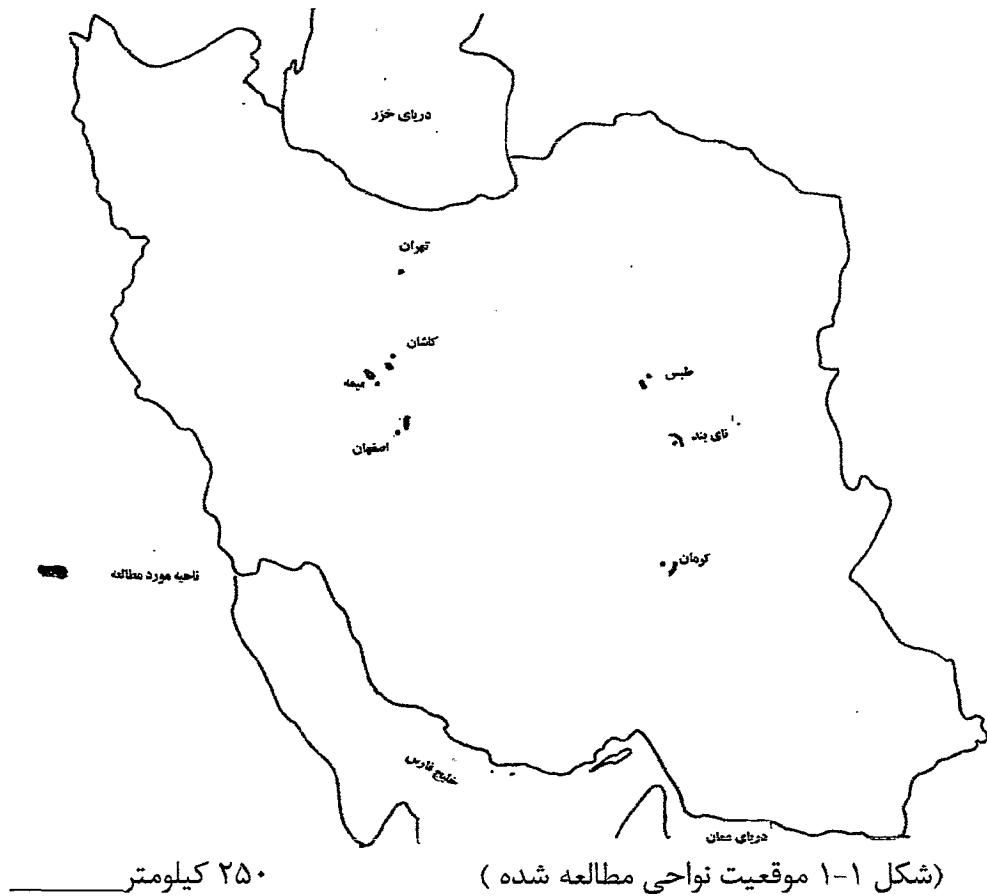 دریای خزر
تهران
کاشان
میمه
طبس
نای بند
اصفهان
کرمان
ناحیه مورد مطالعه
خلیج فارس
دریای عمان
(شکل ۱-۱ موقعیت نواحی مطالعه شده )
۲۵۰ کیلومتر